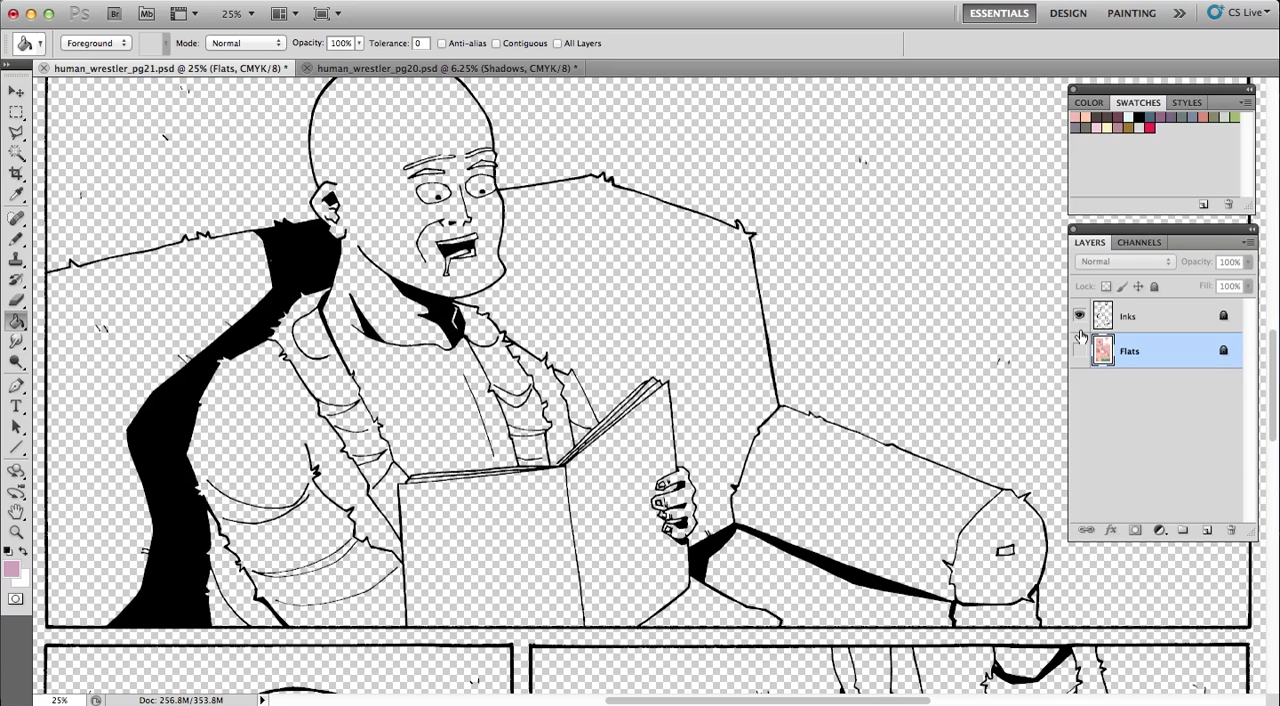 Ps Br Mb 25% ESSENTIALS DESIGN PAINTING CS Live
Foreground Mode: Normal Opacity: 100% Tolerance: 0 Anti-alias Contiguous All Layers
human_wrestler_pg21.psd @ 25% (Flats, CMYK/8) * human_wrestler_pg20.psd @ 6.25% (Shadows, CMYK/8) *
COLOR SWATCHES STYLES
LAYERS CHANNELS
Normal Opacity: 100%
Lock: Fill: 100%
Inks
Flats
25% Doc: 256.8M/353.8M